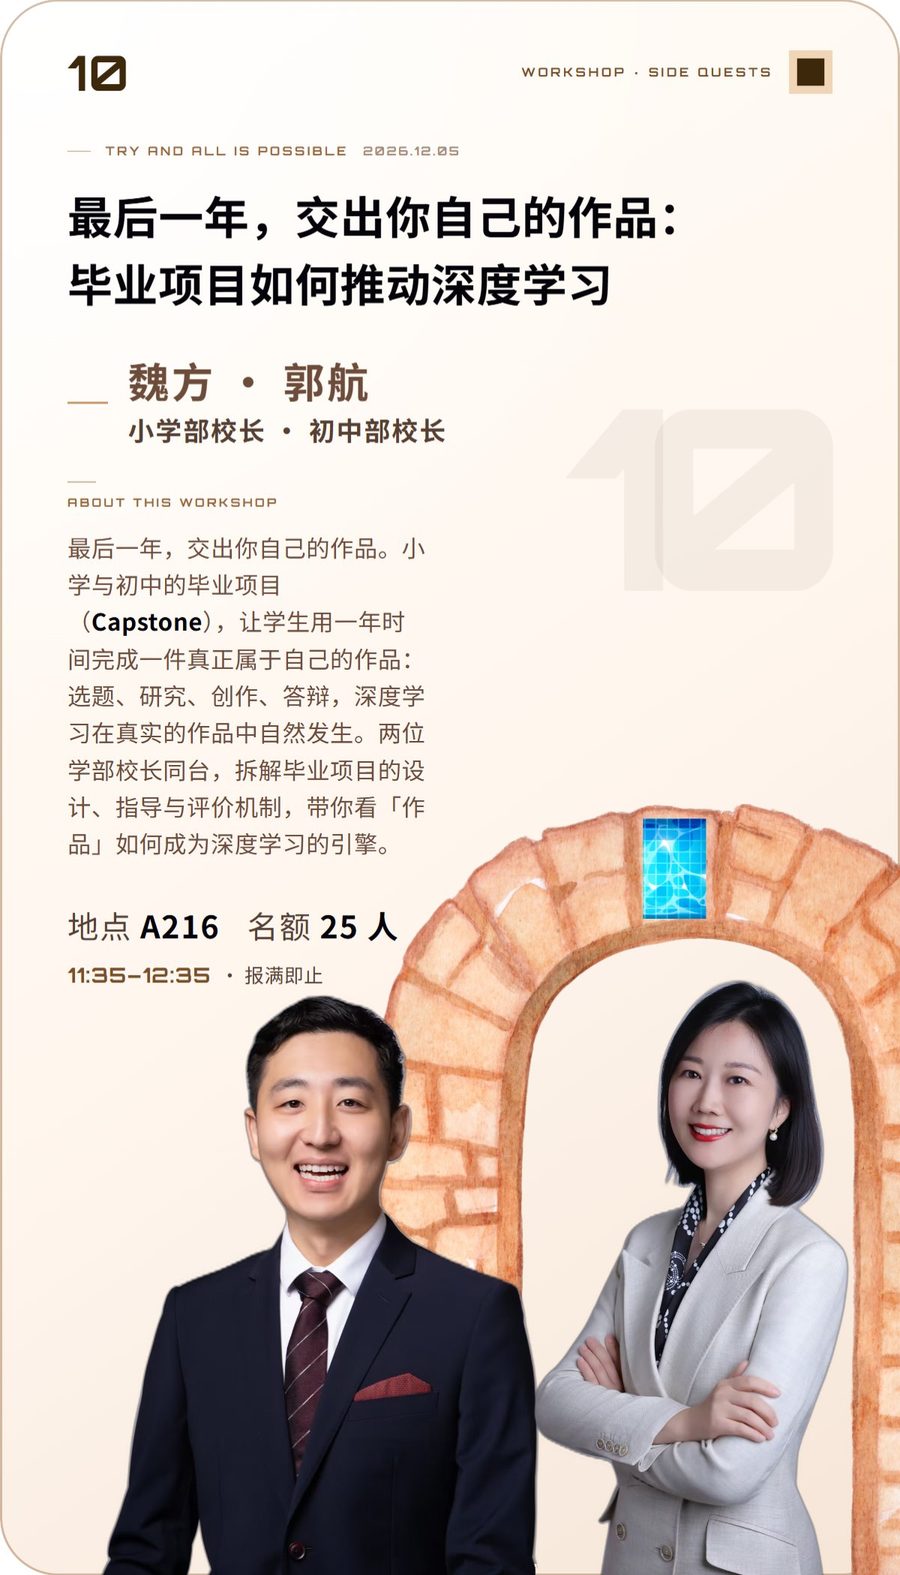 10
WORKSHOP · SIDE QUESTS
TRY AND ALL IS POSSIBLE 2026.12.05
最后一年，交出你自己的作品：
毕业项目如何推动深度学习
魏方 · 郭航
小学部校长 · 初中部校长
10
ABOUT THIS WORKSHOP
最后一年，交出你自己的作品。小
学与初中的毕业项目
（Capstone），让学生用一年时
间完成一件真正属于自己的作品：
选题、研究、创作、答辩，深度学
习在真实的作品中自然发生。两位
学部校长同台，拆解毕业项目的设
计、指导与评价机制，带你看「作
品」如何成为深度学习的引擎。
地点 A216 名额 25 人
11:35–12:35 · 报满即止